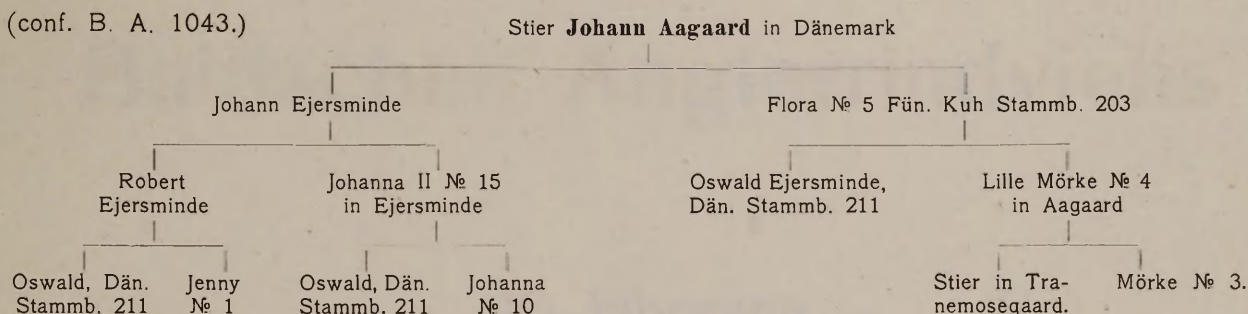 (conf. B. A. 1043.)
Stier Johann Aagaard in Dänemark
Johann Ejersminde
Flora № 5 Fün. Kuh Stammb. 203
Robert
Ejersminde
Johanna II № 15
in Ejersminde
Oswald Ejersminde,
Dän. Stammb. 211
Lille Mörke № 4
in Aagaard
Oswald, Dän.
Stammb. 211
Jenny
№ 1
Oswald, Dän.
Stammb. 211
Johanna
№ 10
Stier in Tra-
nemosegaard.
Mörke № 3.